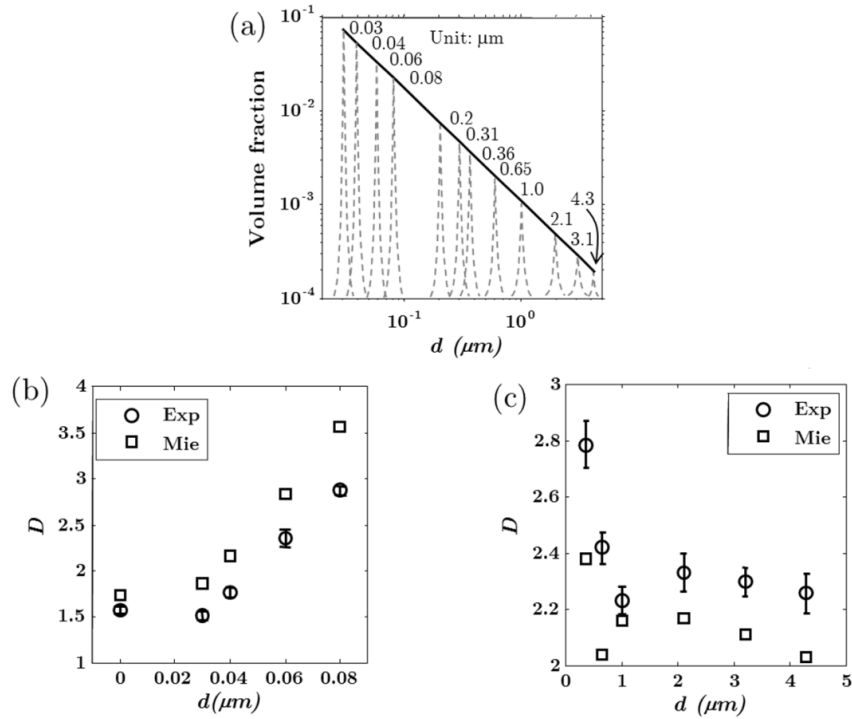 (a)
Volume fraction
10⁻¹
10⁻²
10⁻³
10⁻⁴
Unit: µm
0.03
0.04
0.06
0.08
0.2
0.31
0.36
0.65
1.0
2.1
3.1
4.3
10⁻¹ 10⁰
d (µm)
(b)
D
4
3.5
3
2.5
2
1.5
1
Exp
Mie
0 0.02 0.04 0.06 0.08
d(µm)
(c)
D
3
2.8
2.6
2.4
2.2
2
Exp
Mie
0 1 2 3 4 5
d (µm)